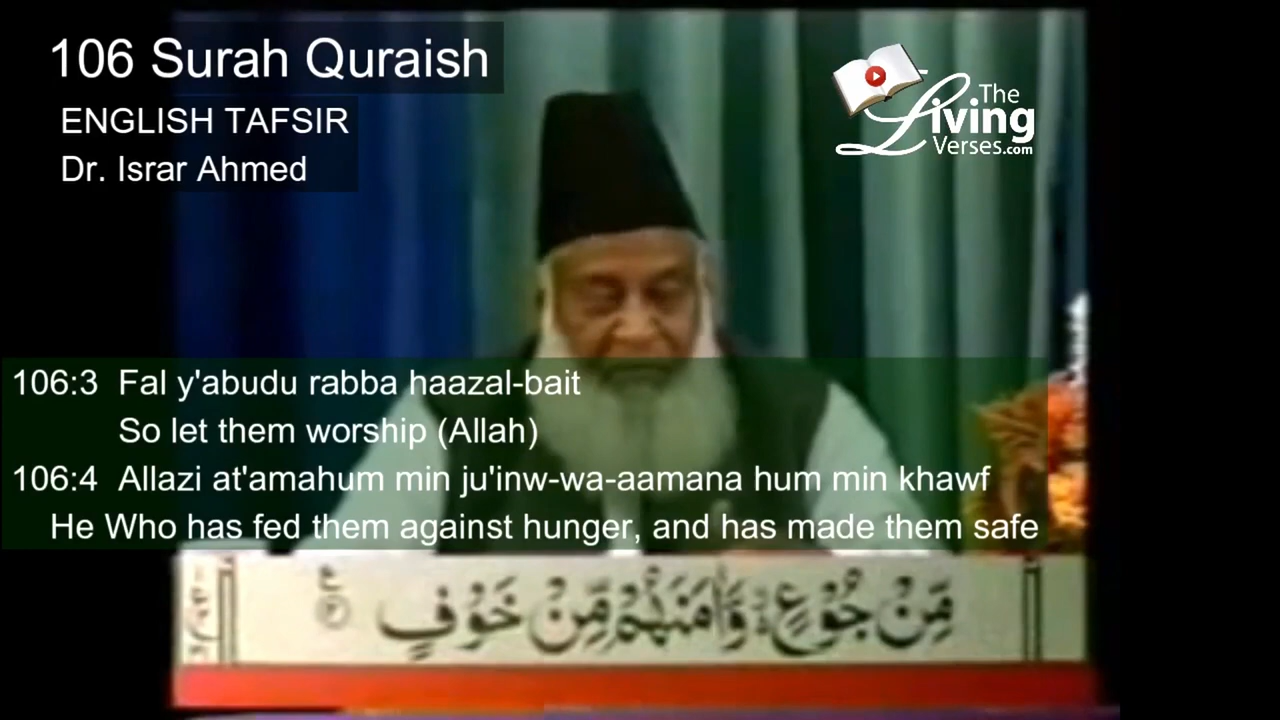 106 Surah Quraish
ENGLISH TAFSIR
Dr. Israr Ahmed
The
Living
Verses.com
106:3 Fal y'abudu rabba haazal-bait
So let them worship (Allah)
106:4 Allazi at'amahum min ju'inw-wa-aamana hum min khawf
He Who has fed them against hunger, and has made them safe
مِّنْ جُوْعٍ وَّاٰمَنَهُمْ مِّنْ خَوْفٍ